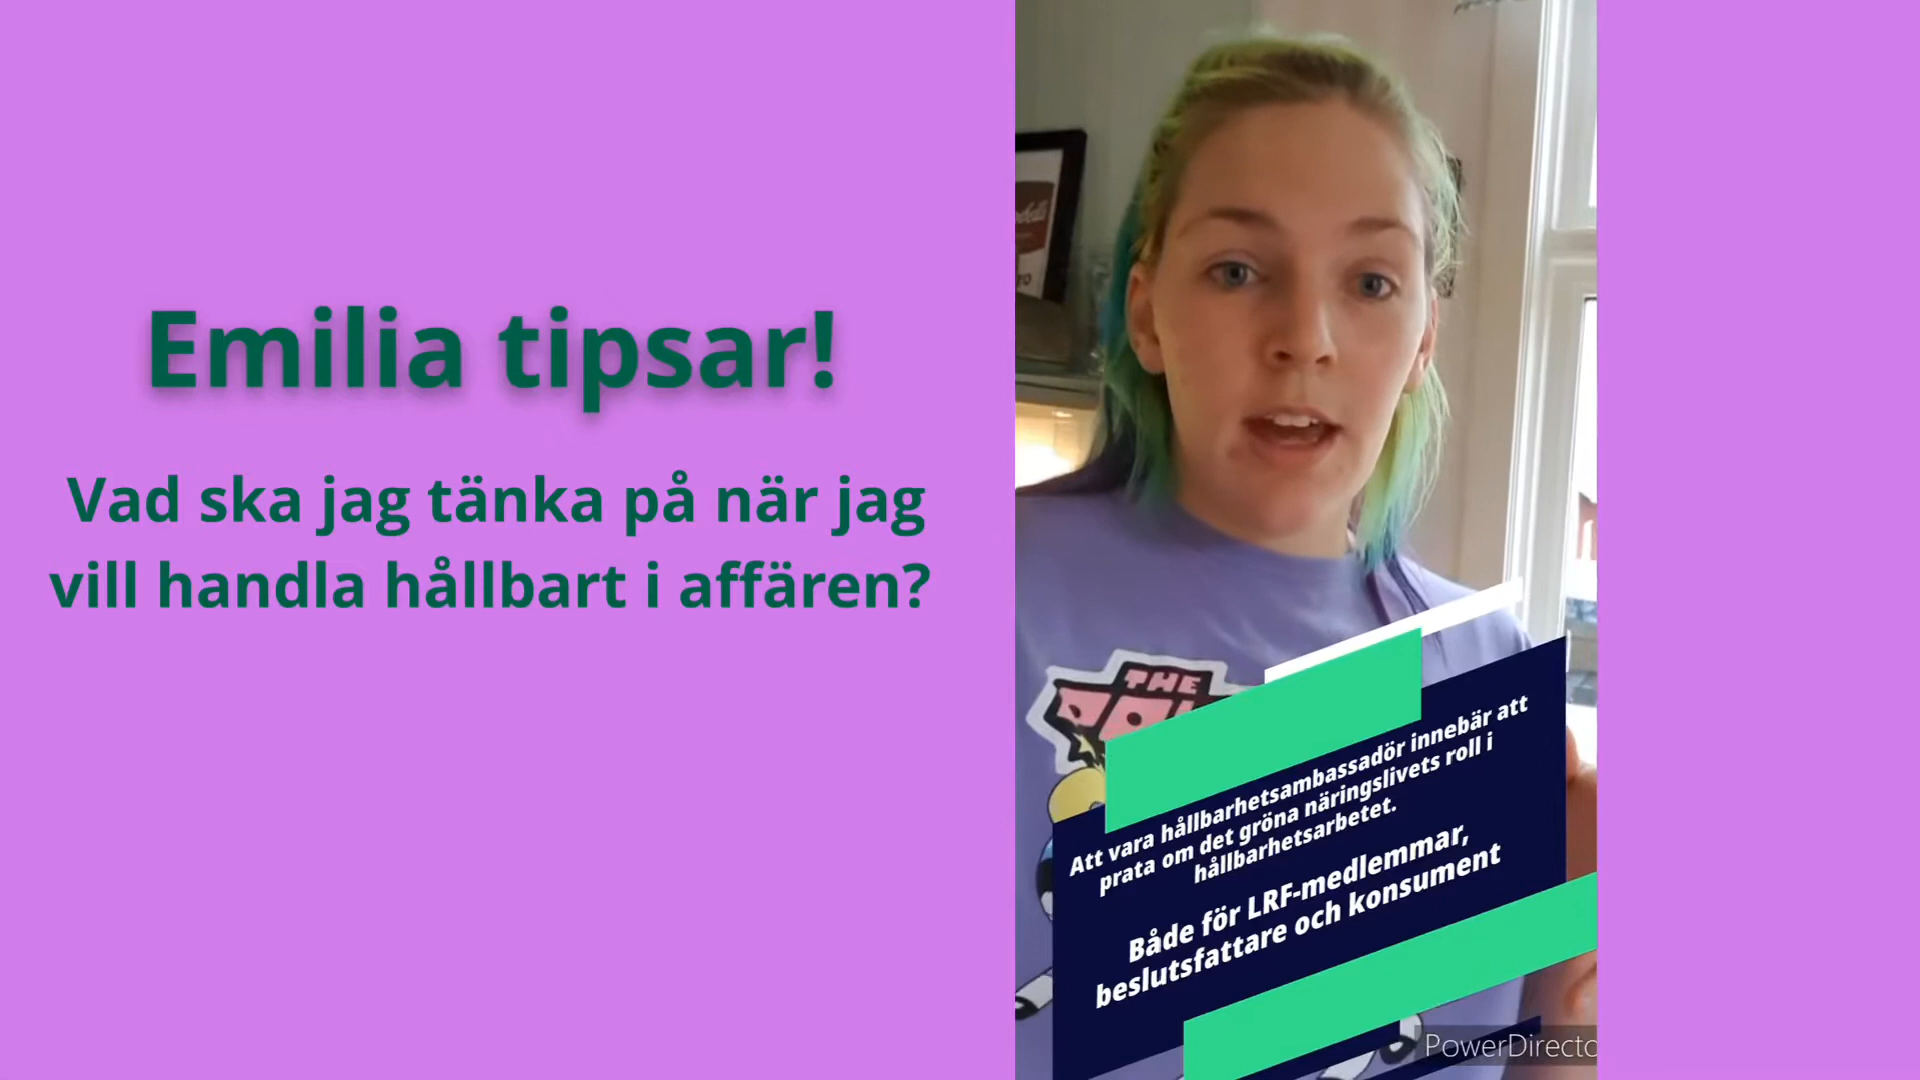 Emilia tipsar!
Vad ska jag tänka på när jag
vill handla hållbart i affären?
THE
Att vara hållbarhetsambassadör innebär att
prata om det gröna näringslivets roll i
hållbarhetsarbetet.
Både för LRF-medlemmar,
beslutsfattare och konsument
PowerDirecto